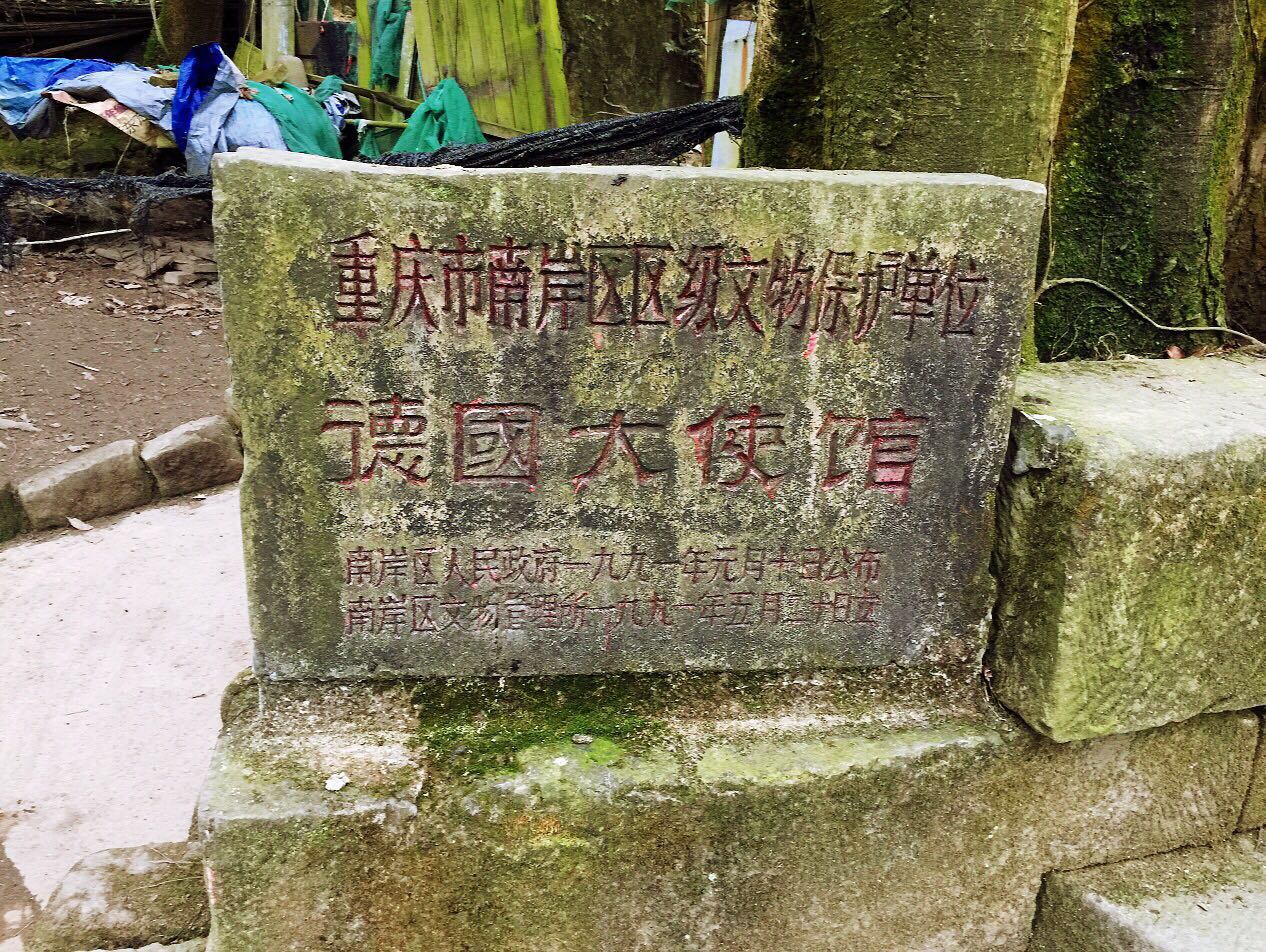 重庆市南岸区区级文物保护单位
德國大使馆
南岸区人民政府一九九一年元月十日公布
南岸区文物管理所一九九一年五月二十日立